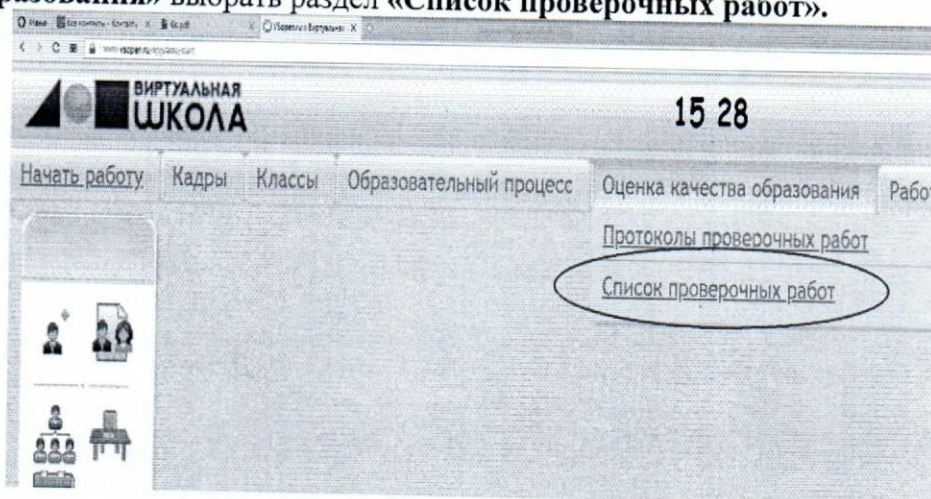 разования» выбрать раздел «Список проверочных работ».
ВИРТУАЛЬНАЯ
ШКОЛА
15 28
Начать работу Кадры Классы Образовательный процесс Оценка качества образования Работ
Протоколы проверочных работ
Список проверочных работ